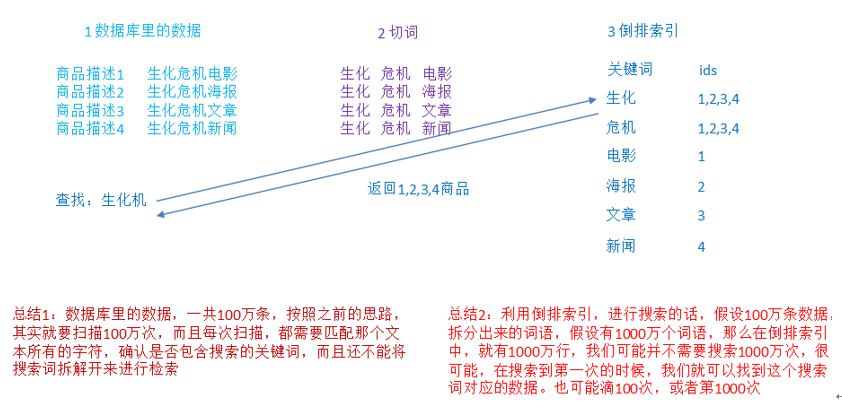 1数据库里的数据
商品描述1 生化危机电影
商品描述2 生化危机海报
商品描述3 生化危机文章
商品描述4 生化危机新闻
查找：生化机
2 切词
生化 危机 电影
生化 危机 海报
生化 危机 文章
生化 危机 新闻
返回1,2,3,4商品
3 倒排索引
关键词 ids
生化 1,2,3,4
危机 1,2,3,4
电影 1
海报 2
文章 3
新闻 4
总结1：数据库里的数据，一共100万条，按照之前的思路，
其实就要扫描100万次，而且每次扫描，都需要匹配那个文
本所有的字符，确认是否包含搜索的关键词，而且还不能将
搜索词拆解开来进行检索
总结2：利用倒排索引，进行搜索的话，假设100万条数据，
拆分出来的词语，假设有1000万个词语，那么在倒排索引
中，就有1000万行，我们可能并不需要搜索1000万次，很
可能，在搜索到第一次的时候，我们就可以找到这个搜索
词对应的数据。也可能滴100次，或者第1000次